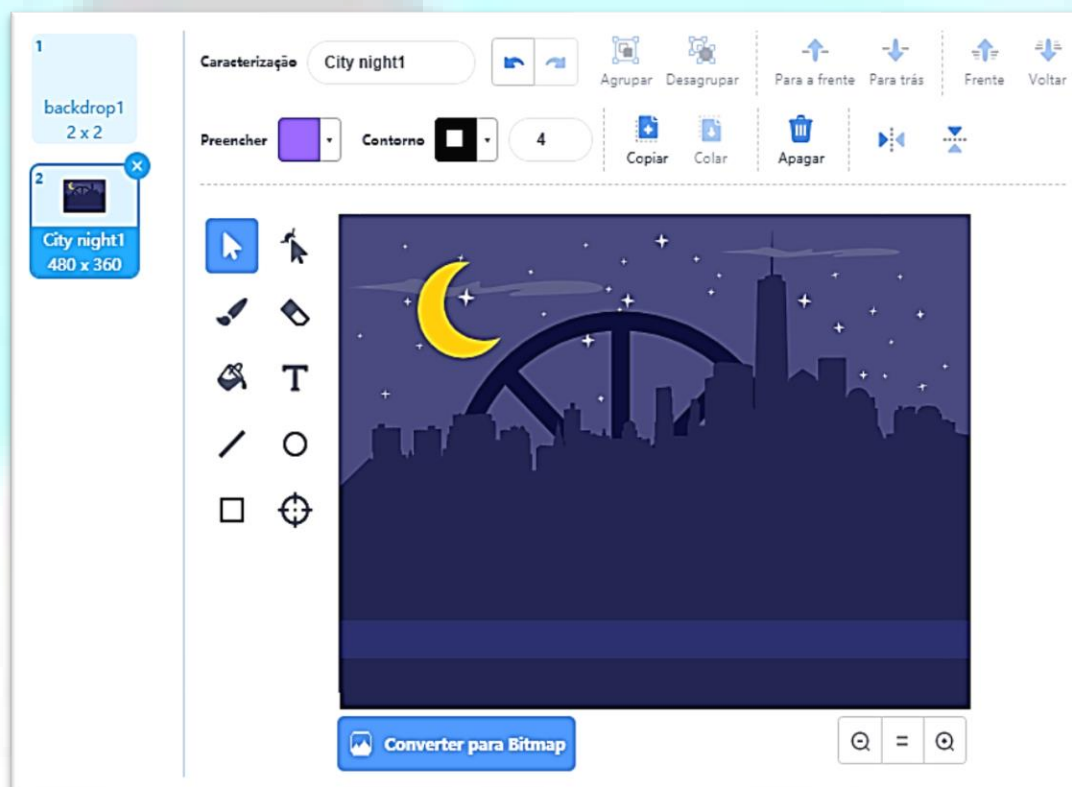 1
backdrop1
2 x 2
2
City night1
480 x 360
Caracterização City night1
Agrupar Desagrupar Para a frente Para trás Frente Voltar
Preencher Contorno 4
Copiar Colar Apagar
T
Converter para Bitmap